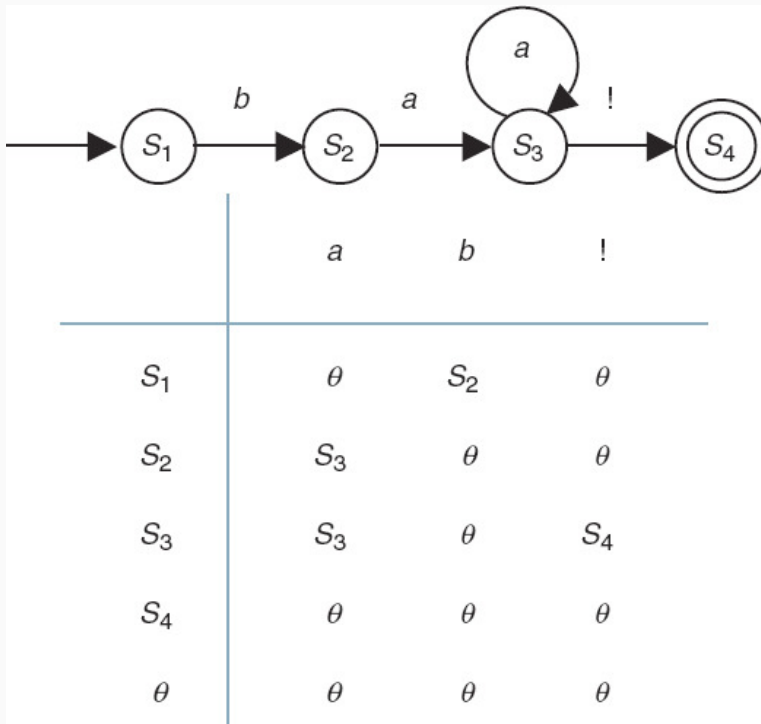 a
b a !
S₁ S₂ S₃ S₄
a b !
S₁ θ S₂ θ
S₂ S₃ θ θ
S₃ S₃ θ S₄
S₄ θ θ θ
θ θ θ θ